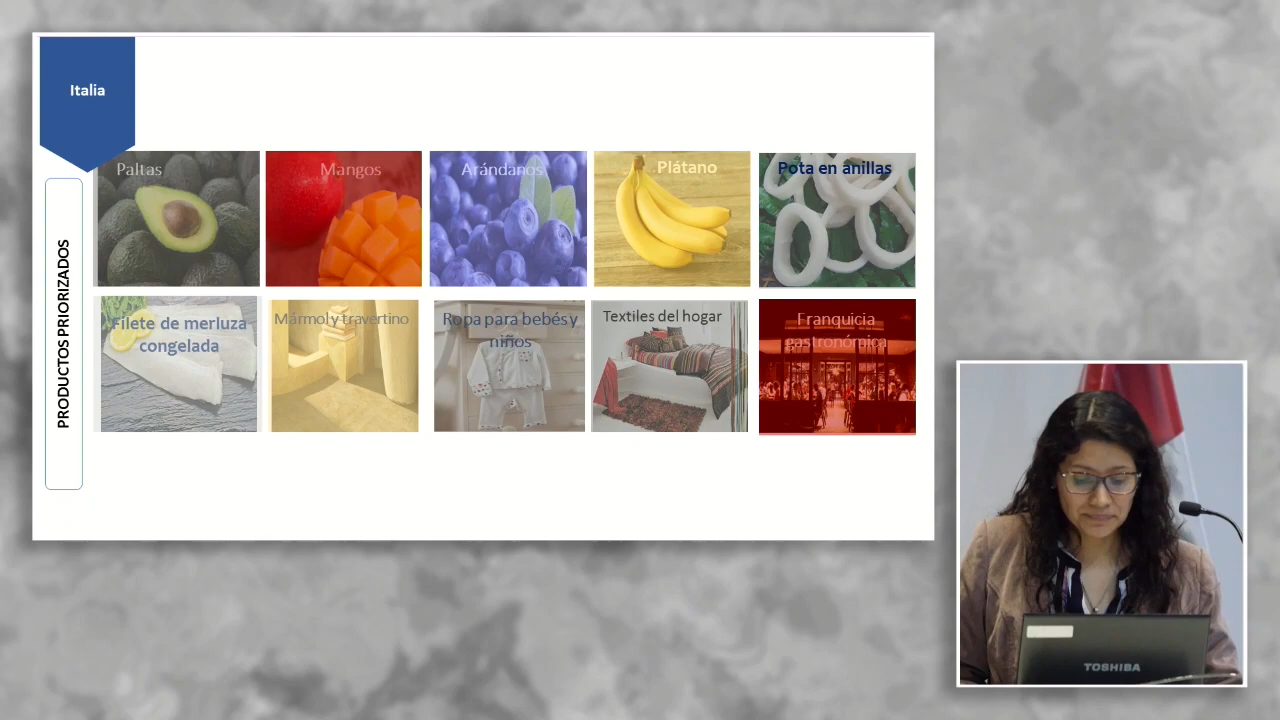 Italia
PRODUCTOS PRIORIZADOS
Paltas
Mangos
Arándanos
Plátano
Pota en anillas
Filete de merluza
congelada
Mármol y travertino
Ropa para bebés y
niños
Textiles del hogar
Franquicia
gastronómica
TOSHIBA